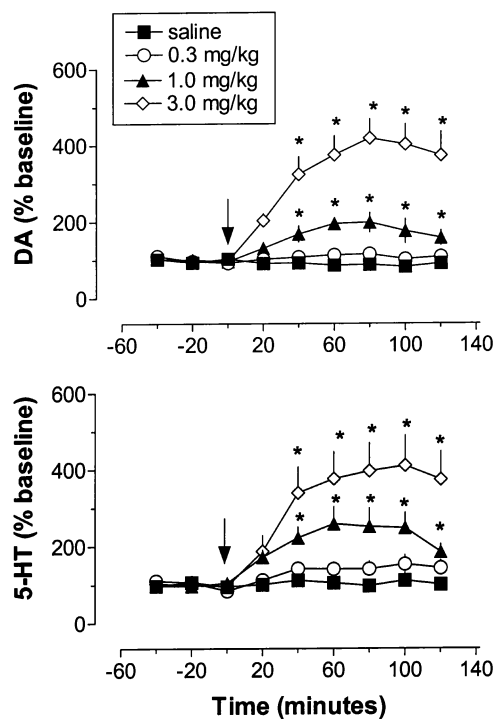 saline
0.3 mg/kg
1.0 mg/kg
3.0 mg/kg
DA (% baseline)
600
400
200
0
* * * * *
* * * * *
-60 -20 20 60 100 140
5-HT (% baseline)
600
400
200
0
* * * * *
* * * * *
-60 -20 20 60 100 140
Time (minutes)